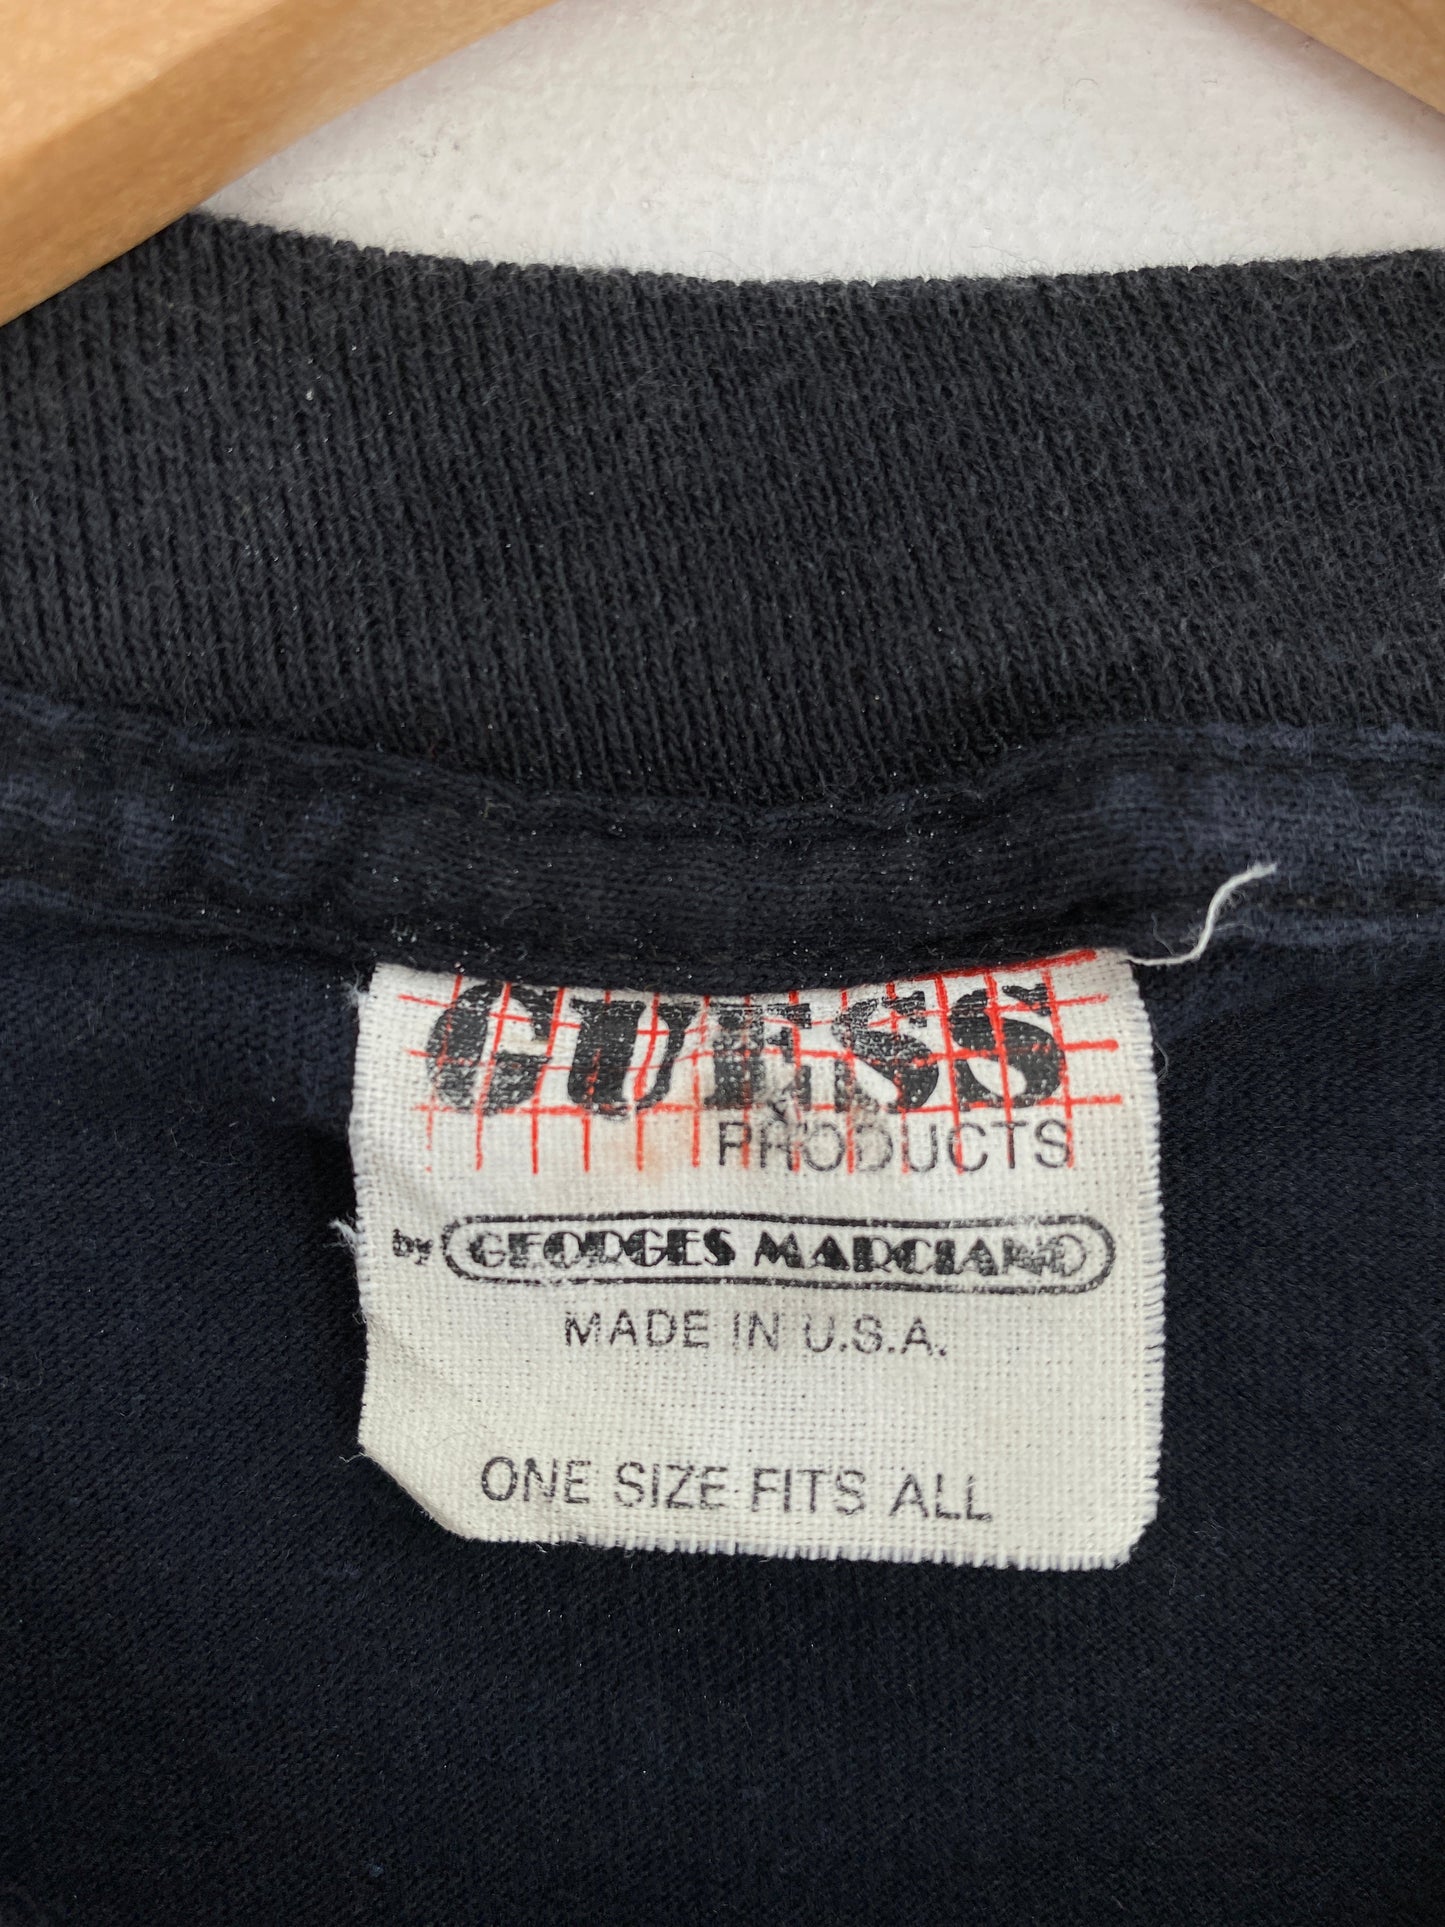 GUESS
PRODUCTS
by GEORGES MARCIANO
MADE IN U.S.A.
ONE SIZE FITS ALL